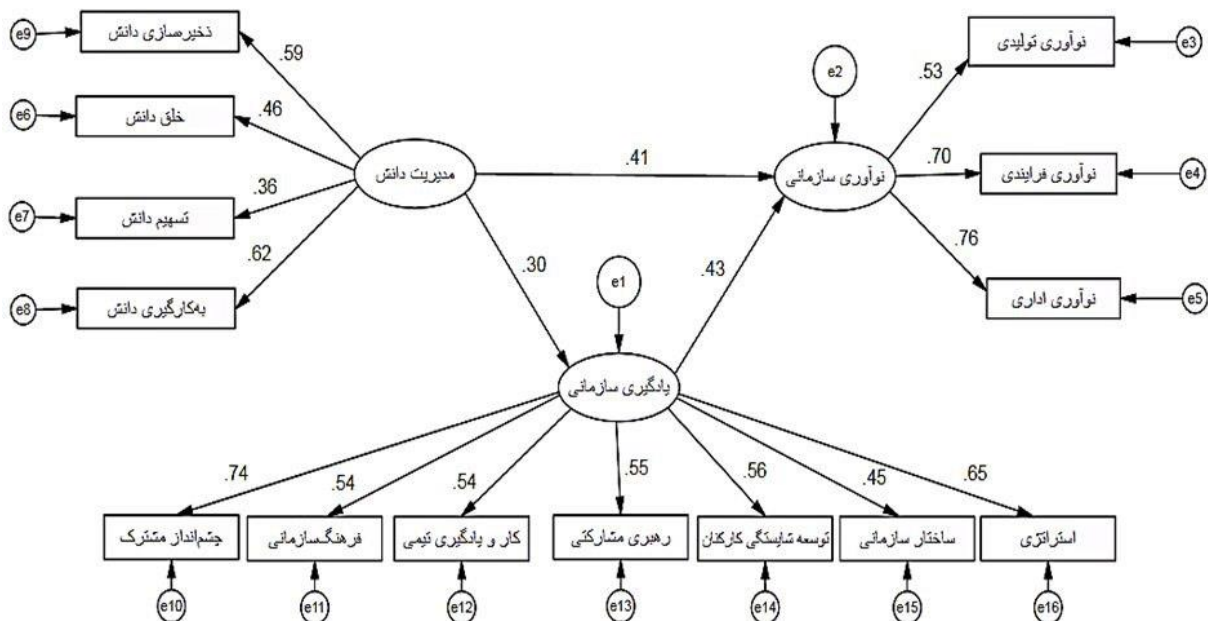 e9
ذخیره‌سازی دانش
.59
e6
خلق دانش
.46
e7
تسهیم دانش
.36
e8
به‌کارگیری دانش
.62
مدیریت دانش
.41
.30
e2
نوآوری سازمانی
.53
نوآوری تولیدی
e3
.70
نوآوری فرایندی
e4
.76
نوآوری اداری
e5
.43
e1
یادگیری سازمانی
.74
.54
.54
.55
.56
.45
.65
چشم‌انداز مشترک
فرهنگ‌سازمانی
کار و یادگیری تیمی
رهبری مشارکتی
توسعه شایستگی کارکنان
ساختار سازمانی
استراتژی
e10
e11
e12
e13
e14
e15
e16